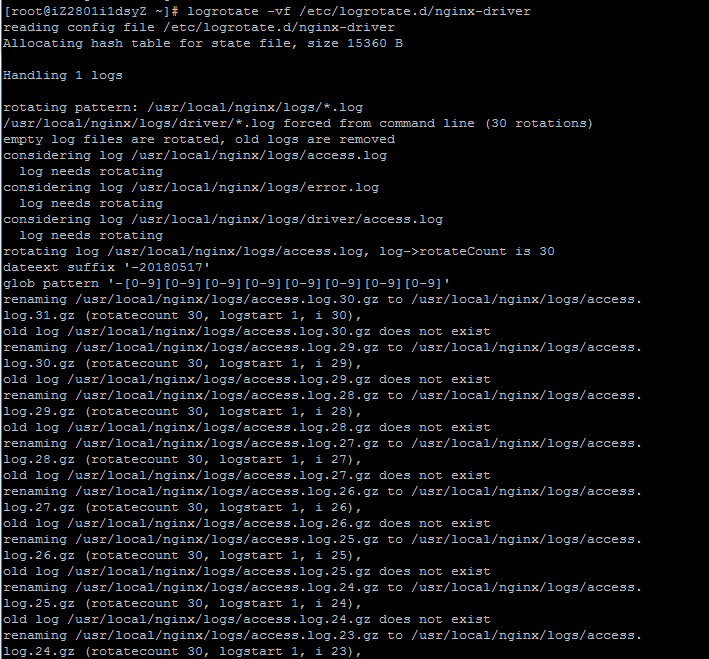 [root@iZ2801i1dsyZ ~]# logrotate -vf /etc/logrotate.d/nginx-driver
reading config file /etc/logrotate.d/nginx-driver
Allocating hash table for state file, size 15360 B
Handling 1 logs
rotating pattern: /usr/local/nginx/logs/*.log
/usr/local/nginx/logs/driver/*.log forced from command line (30 rotations)
empty log files are rotated, old logs are removed
considering log /usr/local/nginx/logs/access.log
  log needs rotating
considering log /usr/local/nginx/logs/error.log
  log needs rotating
considering log /usr/local/nginx/logs/driver/access.log
  log needs rotating
rotating log /usr/local/nginx/logs/access.log, log->rotateCount is 30
dateext suffix '-20180517'
glob pattern '-[0-9][0-9][0-9][0-9][0-9][0-9][0-9][0-9]'
renaming /usr/local/nginx/logs/access.log.30.gz to /usr/local/nginx/logs/access.
log.31.gz (rotatecount 30, logstart 1, i 30),
old log /usr/local/nginx/logs/access.log.30.gz does not exist
renaming /usr/local/nginx/logs/access.log.29.gz to /usr/local/nginx/logs/access.
log.30.gz (rotatecount 30, logstart 1, i 29),
old log /usr/local/nginx/logs/access.log.29.gz does not exist
renaming /usr/local/nginx/logs/access.log.28.gz to /usr/local/nginx/logs/access.
log.29.gz (rotatecount 30, logstart 1, i 28),
old log /usr/local/nginx/logs/access.log.28.gz does not exist
renaming /usr/local/nginx/logs/access.log.27.gz to /usr/local/nginx/logs/access.
log.28.gz (rotatecount 30, logstart 1, i 27),
old log /usr/local/nginx/logs/access.log.27.gz does not exist
renaming /usr/local/nginx/logs/access.log.26.gz to /usr/local/nginx/logs/access.
log.27.gz (rotatecount 30, logstart 1, i 26),
old log /usr/local/nginx/logs/access.log.26.gz does not exist
renaming /usr/local/nginx/logs/access.log.25.gz to /usr/local/nginx/logs/access.
log.26.gz (rotatecount 30, logstart 1, i 25),
old log /usr/local/nginx/logs/access.log.25.gz does not exist
renaming /usr/local/nginx/logs/access.log.24.gz to /usr/local/nginx/logs/access.
log.25.gz (rotatecount 30, logstart 1, i 24),
old log /usr/local/nginx/logs/access.log.24.gz does not exist
renaming /usr/local/nginx/logs/access.log.23.gz to /usr/local/nginx/logs/access.
log.24.gz (rotatecount 30, logstart 1, i 23),